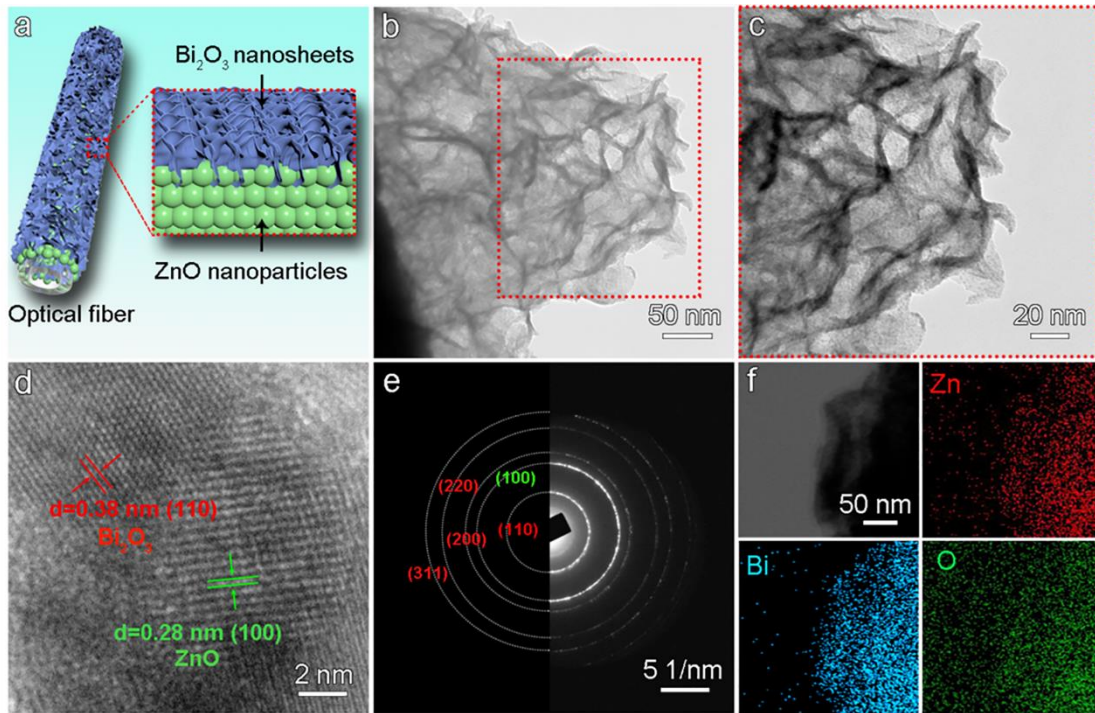 a
Bi₂O₃ nanosheets
ZnO nanoparticles
Optical fiber
b
50 nm
c
20 nm
d
d=0.38 nm (110)
Bi₂O₃
d=0.28 nm (100)
ZnO
2 nm
e
(220)
(100)
(200)
(110)
(311)
5 1/nm
f
50 nm
Zn
Bi
O